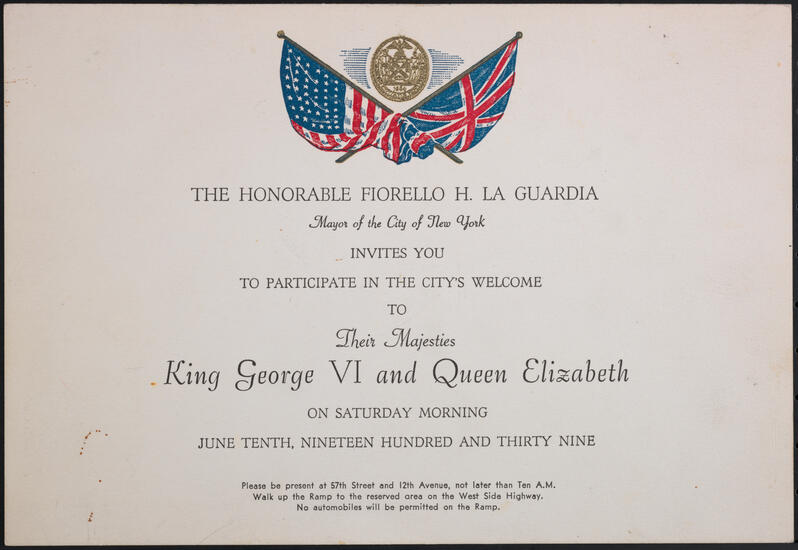 THE HONORABLE FIORELLO H. LA GUARDIA
Mayor of the City of New York
INVITES YOU
TO PARTICIPATE IN THE CITY'S WELCOME
TO
Their Majesties
King George VI and Queen Elizabeth
ON SATURDAY MORNING
JUNE TENTH, NINETEEN HUNDRED AND THIRTY NINE
Please be present at 57th Street and 12th Avenue, not later than Ten A.M.
Walk up the Ramp to the reserved area on the West Side Highway.
No automobiles will be permitted on the Ramp.